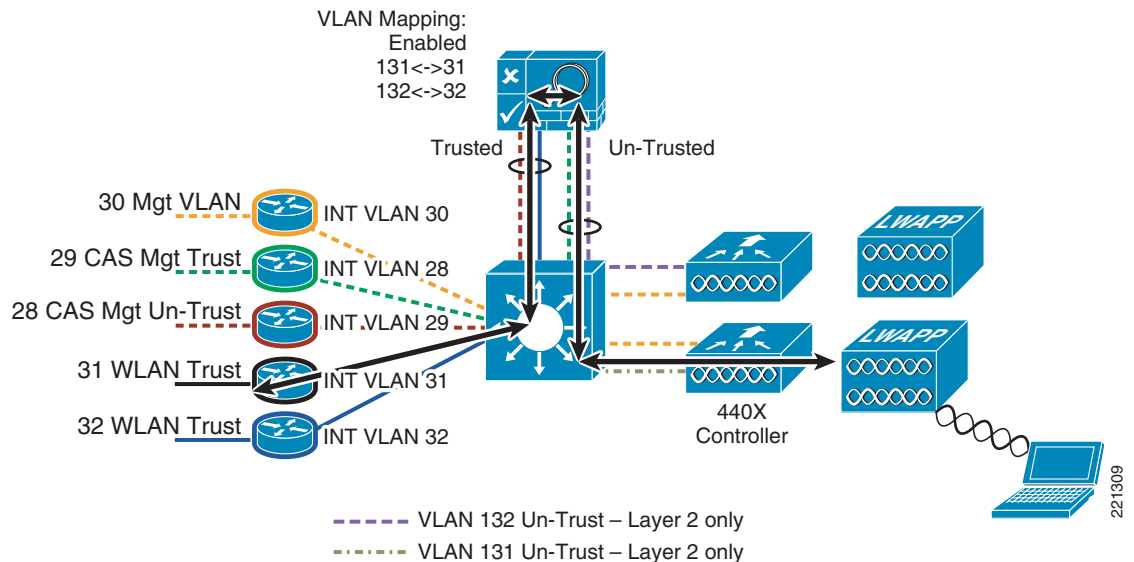 VLAN Mapping:
Enabled
131<->31
132<->32
Trusted
Un-Trusted
30 Mgt VLAN
INT VLAN 30
29 CAS Mgt Trust
INT VLAN 28
28 CAS Mgt Un-Trust
INT VLAN 29
31 WLAN Trust
INT VLAN 31
32 WLAN Trust
INT VLAN 32
LWAPP
LWAPP
440X
Controller
221309
VLAN 132 Un-Trust – Layer 2 only
VLAN 131 Un-Trust – Layer 2 only